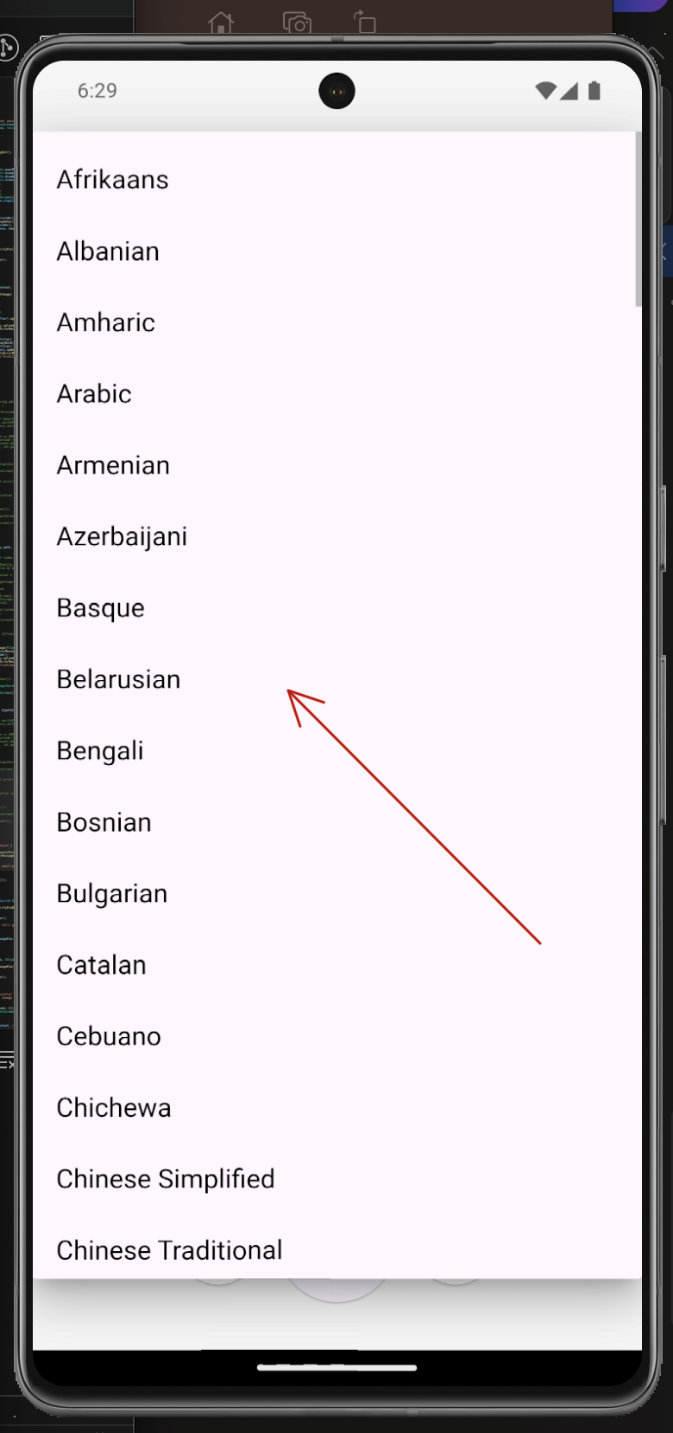 6:29
Afrikaans
Albanian
Amharic
Arabic
Armenian
Azerbaijani
Basque
Belarusian
Bengali
Bosnian
Bulgarian
Catalan
Cebuano
Chichewa
Chinese Simplified
Chinese Traditional